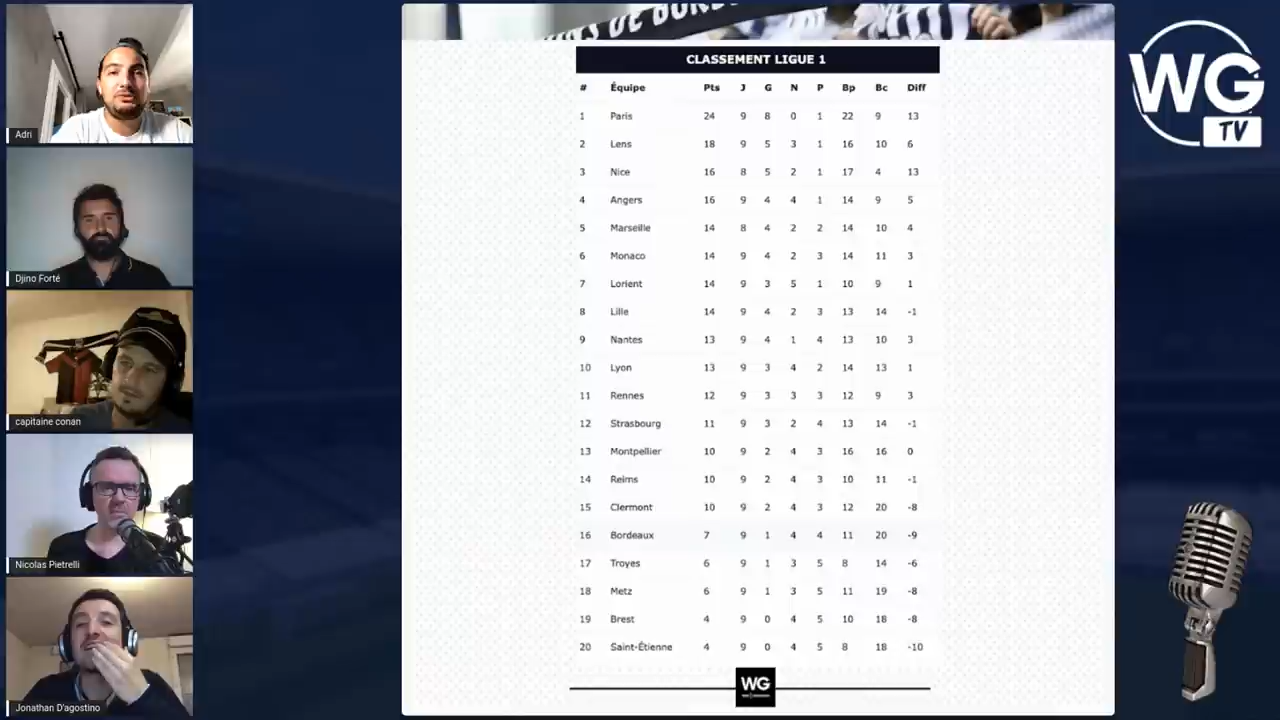 DE BORD
CLASSEMENT LIGUE 1
# Équipe Pts J G N P Bp Bc Diff
1 Paris 24 9 8 0 1 22 9 13
2 Lens 18 9 5 3 1 16 10 6
3 Nice 16 8 5 2 1 17 4 13
4 Angers 16 9 4 4 1 14 9 5
5 Marseille 14 8 4 2 2 14 10 4
6 Monaco 14 9 4 2 3 14 11 3
7 Lorient 14 9 3 5 1 10 9 1
8 Lille 14 9 4 2 3 13 14 -1
9 Nantes 13 9 4 1 4 13 10 3
10 Lyon 13 9 3 4 2 14 13 1
11 Rennes 12 9 3 3 3 12 9 3
12 Strasbourg 11 9 3 2 4 13 14 -1
13 Montpellier 10 9 2 4 3 16 16 0
14 Reims 10 9 2 4 3 10 11 -1
15 Clermont 10 9 2 4 3 12 20 -8
16 Bordeaux 7 9 1 4 4 11 20 -9
17 Troyes 6 9 1 3 5 8 14 -6
18 Metz 6 9 1 3 5 11 19 -8
19 Brest 4 9 0 4 5 10 18 -8
20 Saint-Étienne 4 9 0 4 5 8 18 -10
WG
WG
TV
Adri
Djino Forté
capitaine conan
Nicolas Pietrelli
Jonathan D'agostino